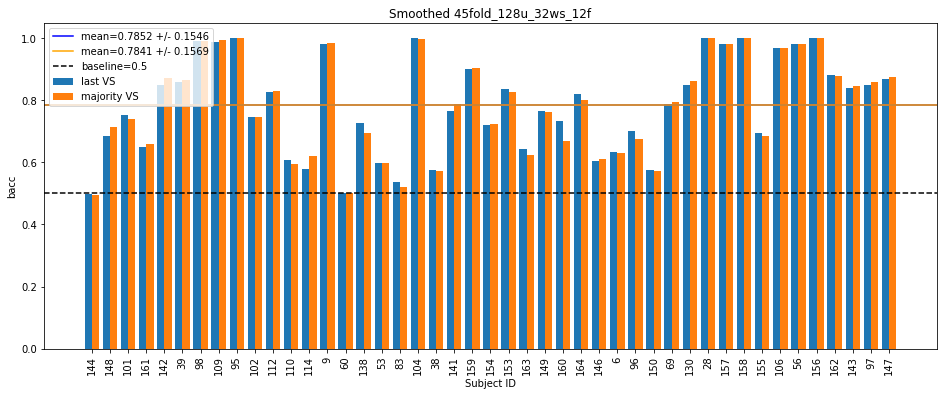 Smoothed 45fold_128u_32ws_12f
mean=0.7852 +/- 0.1546
mean=0.7841 +/- 0.1569
baseline=0.5
last VS
majority VS
bacc
1.0
0.8
0.6
0.4
0.2
0.0
144 148 101 161 142 39 98 109 95 102 112 110 114 9 60 138 53 83 104 38 141 159 154 153 163 149 160 164 146 6 96 150 69 130 28 157 158 155 106 56 156 162 143 97 147
Subject ID